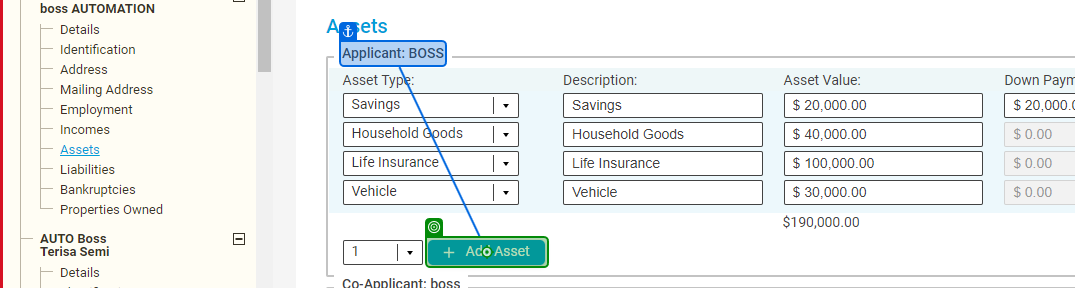 boss AUTOMATION
Details
Identification
Address
Mailing Address
Employment
Incomes
Assets
Liabilities
Bankruptcies
Properties Owned
AUTO Boss
Terisa Semi
Details
Assets
Applicant: BOSS
Asset Type: Description: Asset Value: Down Paym
Savings Savings $ 20,000.00 $ 20,000.
Household Goods Household Goods $ 40,000.00 $ 0.00
Life Insurance Life Insurance $ 100,000.00 $ 0.00
Vehicle Vehicle $ 30,000.00 $ 0.00
$190,000.00
1 + Add Asset
Co-Applicant: boss